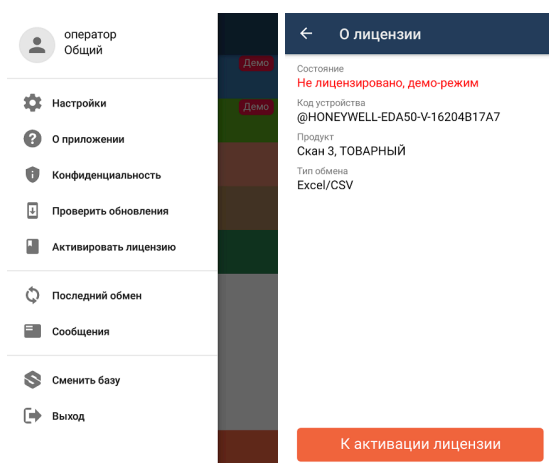 оператор
Общий
Демо
Демо
Настройки
О приложении
Конфиденциальность
Проверить обновления
Активировать лицензию
Последний обмен
Сообщения
Сменить базу
Выход
О лицензии
Состояние
Не лицензировано, демо-режим
Код устройства
@HONEYWELL-EDA50-V-16204B17A7
Продукт
Скан 3, ТОВАРНЫЙ
Тип обмена
Excel/CSV
К активации лицензии